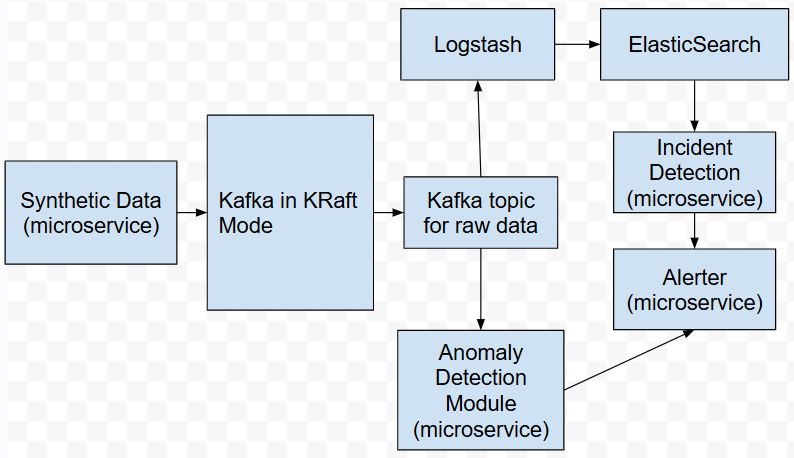 Logstash
ElasticSearch
Synthetic Data
(microservice)
Kafka in KRaft
Mode
Kafka topic
for raw data
Incident
Detection
(microservice)
Alerter
(microservice)
Anomaly
Detection
Module
(microservice)